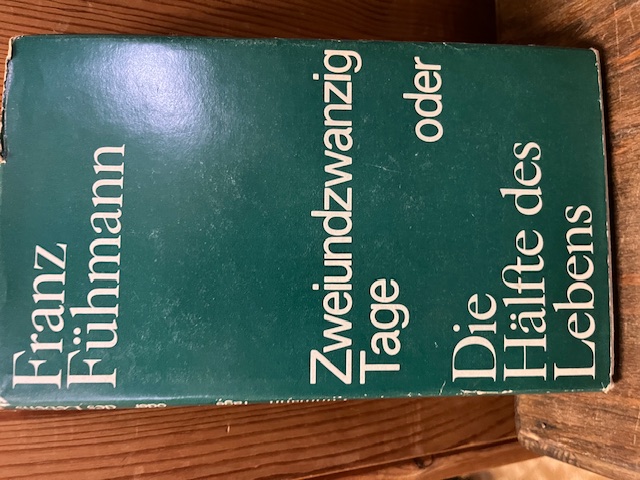 Franz
Fühmann
Zweiundzwanzig
Tage
oder
Die
Hälfte des
Lebens